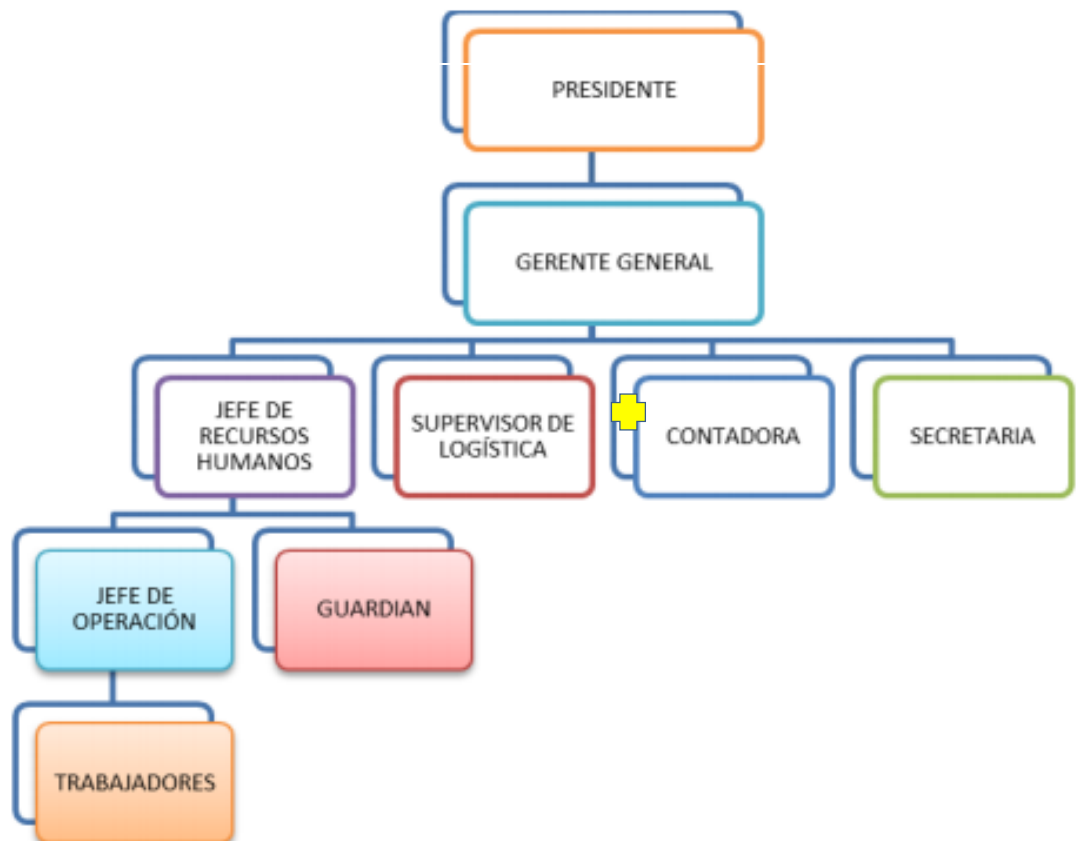 PRESIDENTE
GERENTE GENERAL
JEFE DE
RECURSOS
HUMANOS
SUPERVISOR DE
LOGÍSTICA
CONTADORA
SECRETARIA
JEFE DE
OPERACIÓN
GUARDIAN
TRABAJADORES